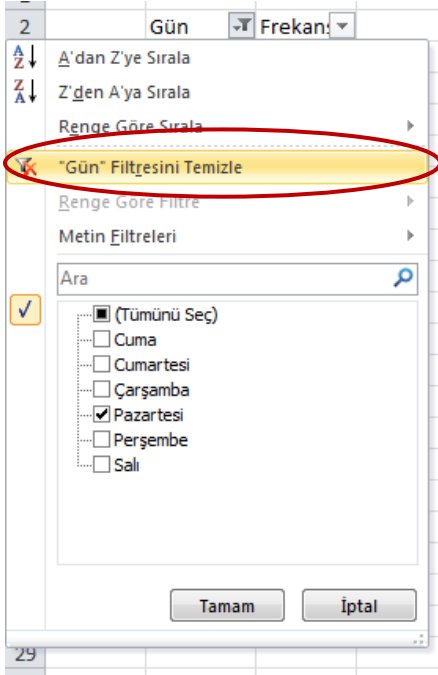 2 Gün Frekans
A'dan Z'ye Sırala
Z'den A'ya Sırala
Renge Göre Sırala
"Gün" Filtresini Temizle
Renge Göre Filtre
Metin Filtreleri
Ara
(Tümünü Seç)
Cuma
Cumartesi
Çarşamba
Pazartesi
Perşembe
Salı
Tamam İptal
29